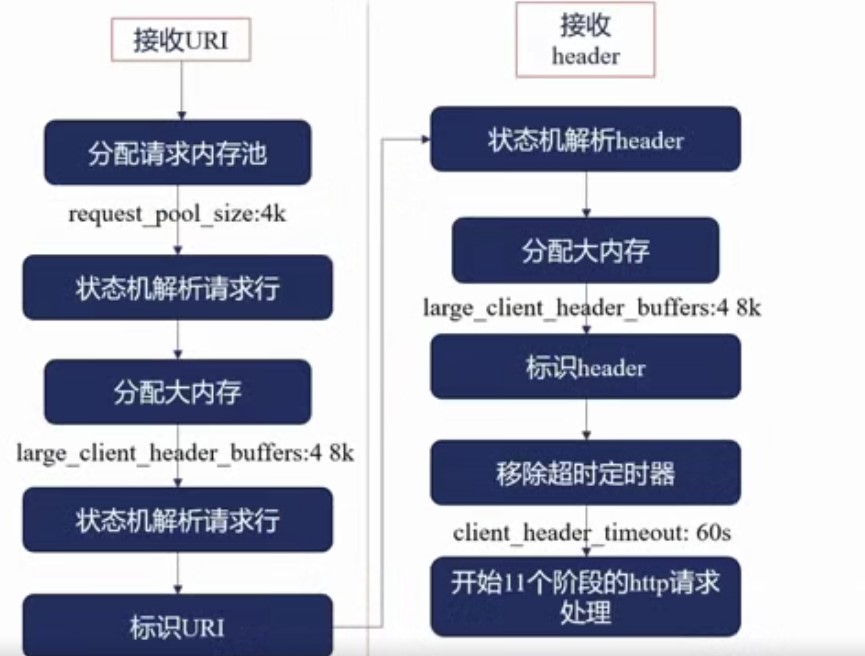 接收URI
分配请求内存池
request_pool_size:4k
状态机解析请求行
分配大内存
large_client_header_buffers:4 8k
状态机解析请求行
标识URI
接收
header
状态机解析header
分配大内存
large_client_header_buffers:4 8k
标识header
移除超时定时器
client_header_timeout: 60s
开始11个阶段的http请求
处理